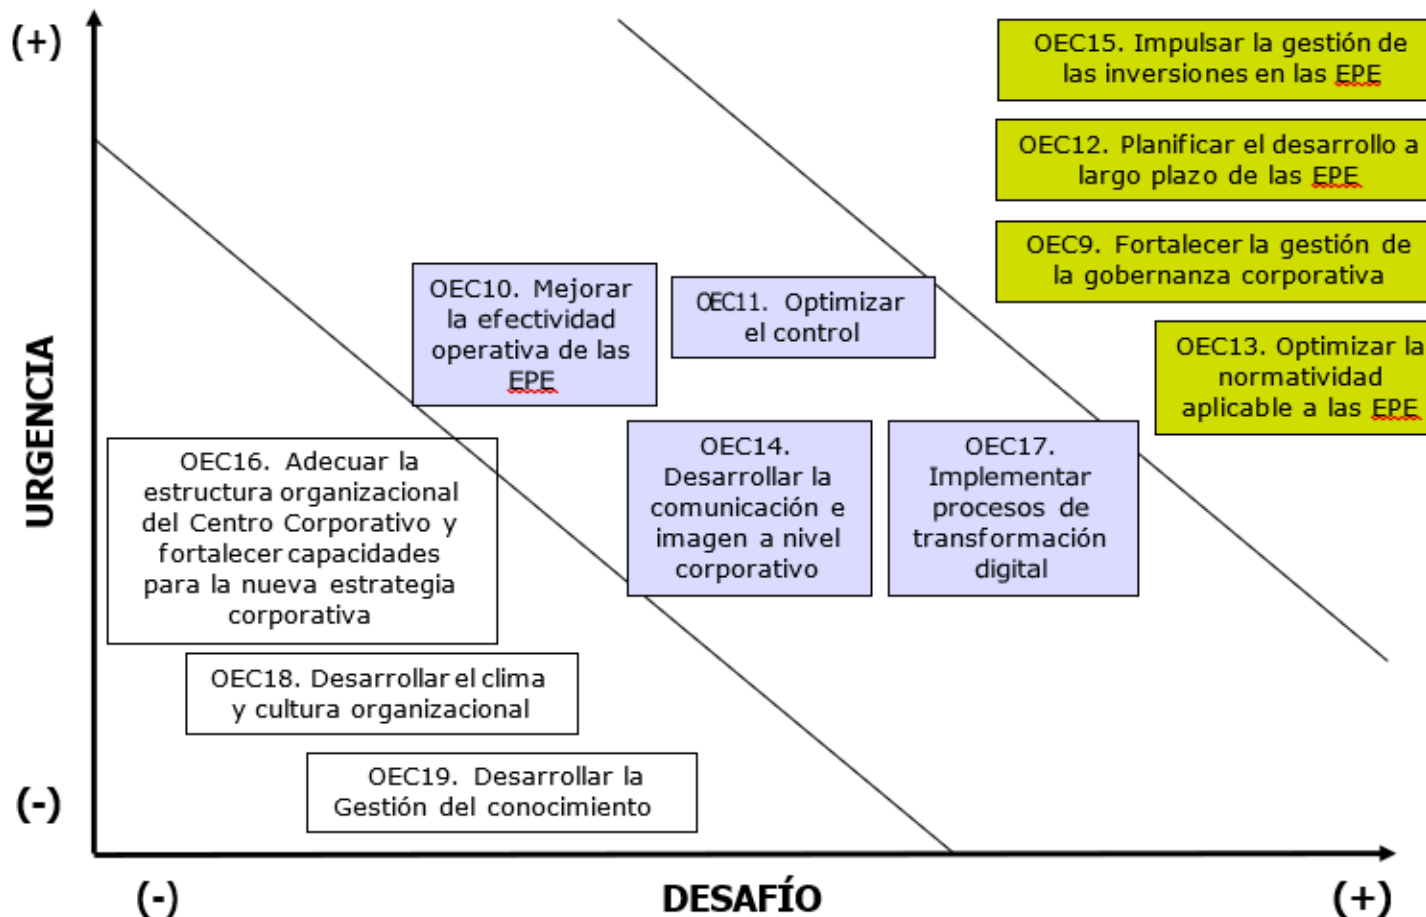 (+)
OEC15. Impulsar la gestión de
las inversiones en las EPE
OEC12. Planificar el desarrollo a
largo plazo de las EPE
OEC9. Fortalecer la gestión de
la gobernanza corporativa
OEC10. Mejorar
la efectividad
operativa de las
EPE
OEC11. Optimizar
el control
OEC13. Optimizar la
normatividad
aplicable a las EPE
URGENCIA
OEC16. Adecuar la
estructura organizacional
del Centro Corporativo y
fortalecer capacidades
para la nueva estrategia
corporativa
OEC14.
Desarrollar la
comunicación e
imagen a nivel
corporativo
OEC17.
Implementar
procesos de
transformación
digital
OEC18. Desarrollar el clima
y cultura organizacional
OEC19. Desarrollar la
Gestión del conocimiento
(-)
(-)
DESAFÍO
(+)